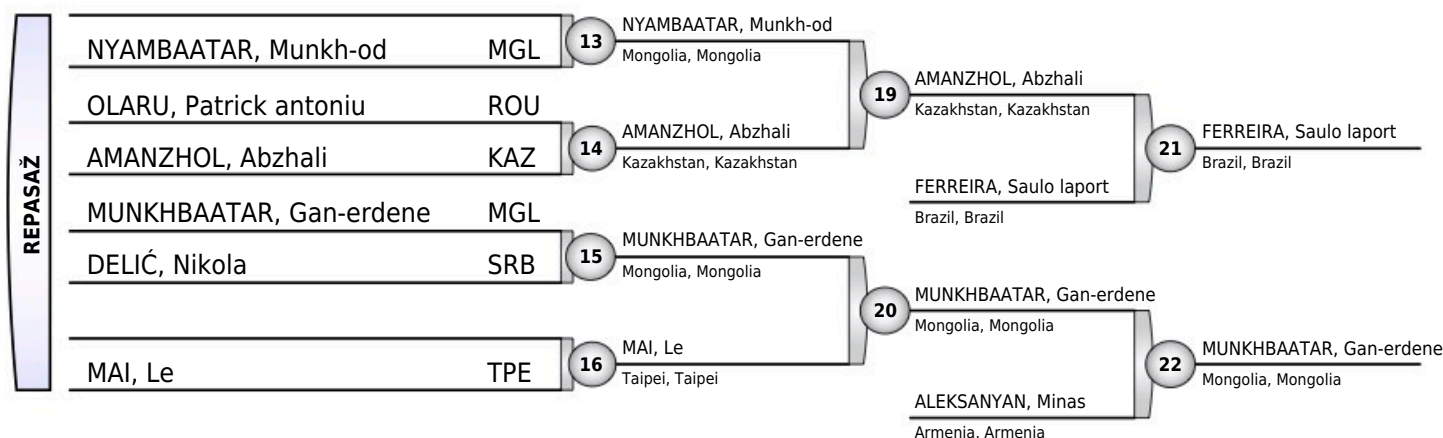 REPASAŽ
NYAMBAATAR, Munkh-od MGL
OLARU, Patrick antoniu ROU
AMANZHOL, Abzhali KAZ
MUNKHBAATAR, Gan-erdene MGL
DELIĆ, Nikola SRB
MAI, Le TPE
13
NYAMBAATAR, Munkh-od
Mongolia, Mongolia
14
AMANZHOL, Abzhali
Kazakhstan, Kazakhstan
15
MUNKHBAATAR, Gan-erdene
Mongolia, Mongolia
16
MAI, Le
Taipei, Taipei
19
AMANZHOL, Abzhali
Kazakhstan, Kazakhstan
FERREIRA, Saulo laport
Brazil, Brazil
20
MUNKHBAATAR, Gan-erdene
Mongolia, Mongolia
ALEKSANYAN, Minas
Armenia, Armenia
21
FERREIRA, Saulo laport
Brazil, Brazil
22
MUNKHBAATAR, Gan-erdene
Mongolia, Mongolia